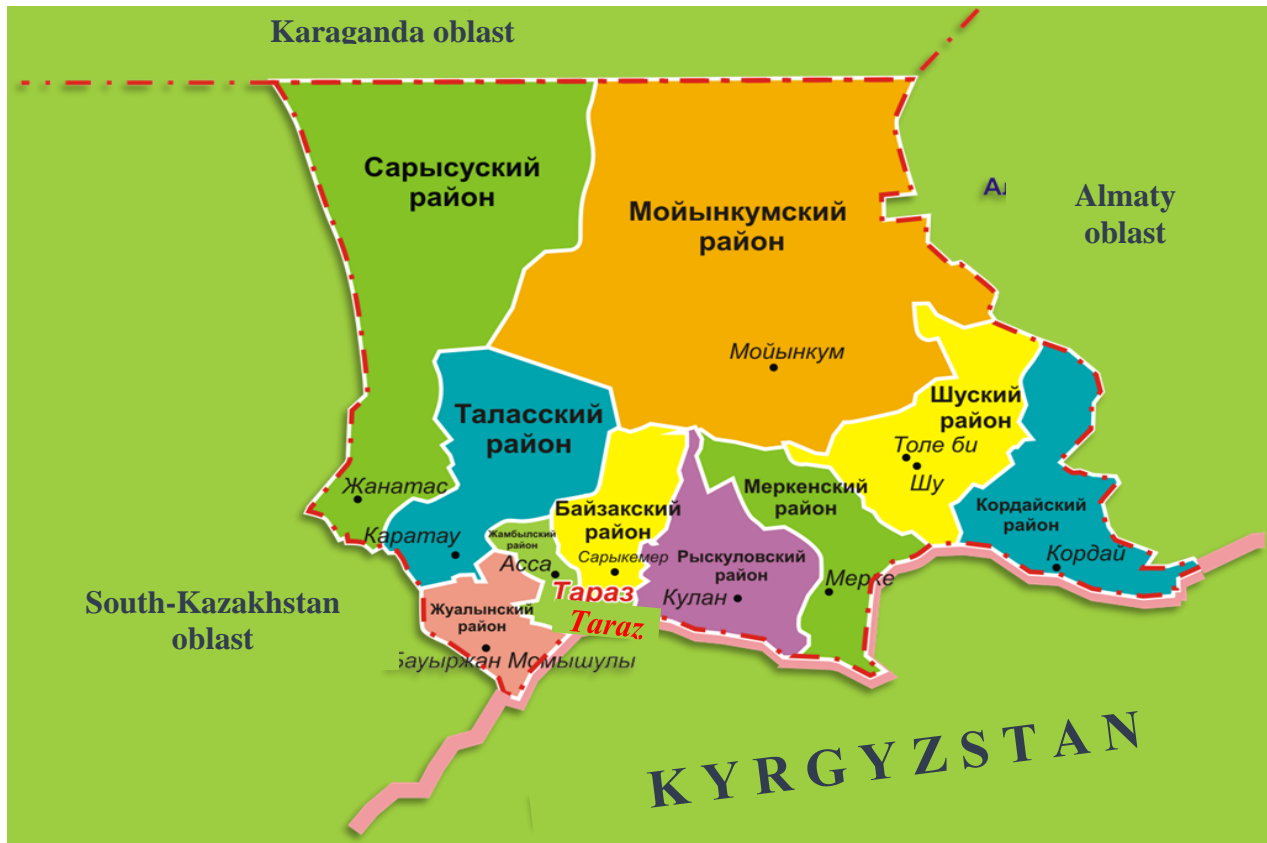 Karaganda oblast
Сарысуский
район
Мойынкумский
район
Almaty
oblast
Мойынкум
Шуский
район
Таласский
район
Толе би
Шу
Жанатас
Меркенский
район
Байзакский
район
Кордайский
район
Каратау
Жамбылский
район
Асса
Сарыкемер
Рыскуловский
район
Кордай
Мерке
Тараз
Кулан
South-Kazakhstan
oblast
Taraz
Жуалынский
район
Бауыржан Момышулы
KYRGYZSTAN